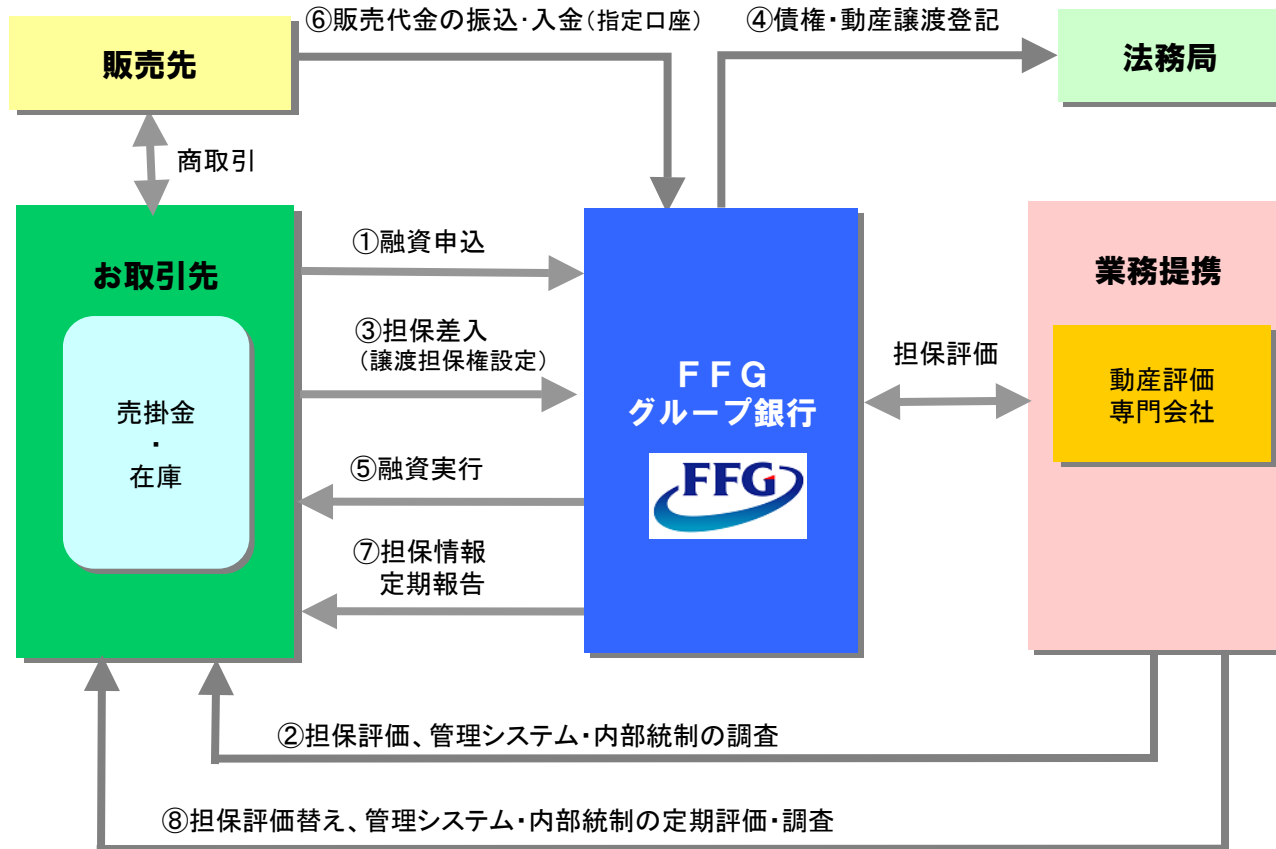 ⑥販売代金の振込・入金(指定口座)
④債権・動産譲渡登記
販売先
法務局
商取引
お取引先
売掛金
・
在庫
①融資申込
③担保差入
(譲渡担保権設定)
⑤融資実行
⑦担保情報
定期報告
FFG
グループ銀行
FFG
担保評価
業務提携
動産評価
専門会社
②担保評価、管理システム・内部統制の調査
⑧担保評価替え、管理システム・内部統制の定期評価・調査